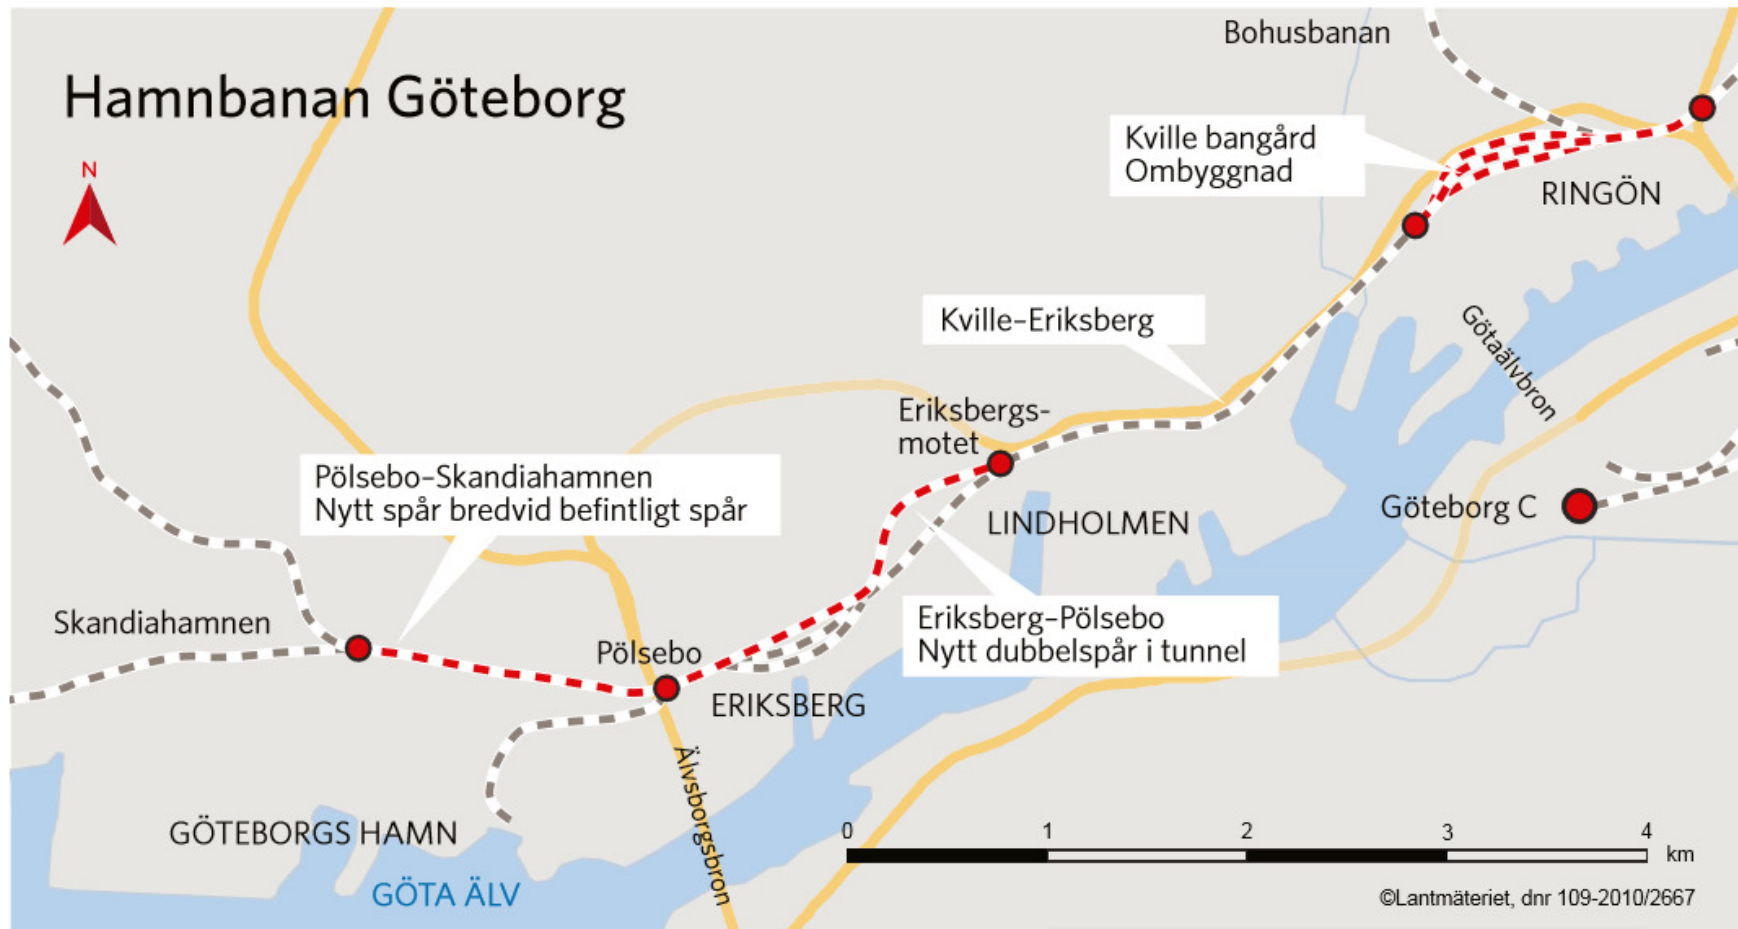 Bohusbanan
Hamnbanan Göteborg
N
Kville bangård
Ombyggnad
RINGÖN
Kville–Eriksberg
Götaälvbron
Eriksbergs-
motet
Pölsebo–Skandiahamnen
Nytt spår bredvid befintligt spår
LINDHOLMEN
Göteborg C
Skandiahamnen
Pölsebo
Eriksberg–Pölsebo
Nytt dubbelspår i tunnel
ERIKSBERG
Älvsborgsbron
GÖTEBORGS HAMN
GÖTA ÄLV
0 1 2 3 4
km
©Lantmäteriet, dnr 109-2010/2667